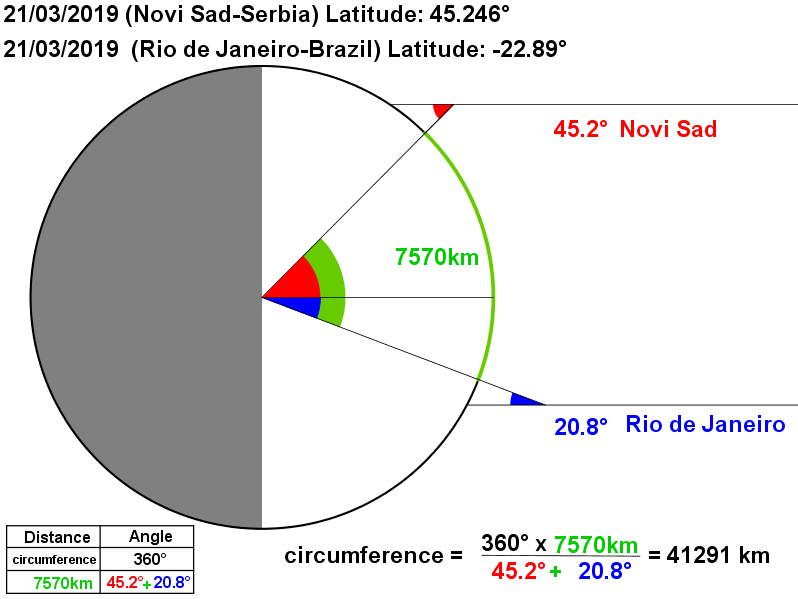 21/03/2019 (Novi Sad-Serbia) Latitude: 45.246°
21/03/2019 (Rio de Janeiro-Brazil) Latitude: -22.89°
45.2° Novi Sad
7570km
20.8° Rio de Janeiro
Distance Angle
circumference 360°
7570km 45.2°+20.8°
circumference = 360° x 7570km = 41291 km
45.2°+ 20.8°